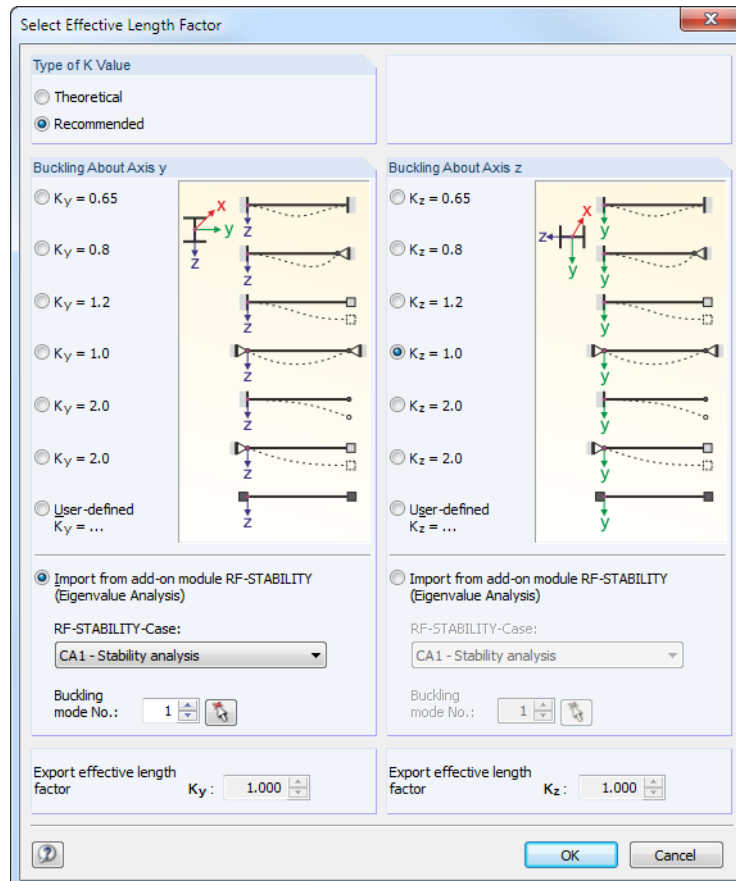 Select Effective Length Factor
Type of K Value
Theoretical
Recommended
Buckling About Axis y
Ky = 0.65
Ky = 0.8
Ky = 1.2
Ky = 1.0
Ky = 2.0
Ky = 2.0
User-defined
Ky = ...
x
y
z
z
z
z
z
z
z
z
Import from add-on module RF-STABILITY
(Eigenvalue Analysis)
RF-STABILITY-Case:
CA1 - Stability analysis
Buckling
mode No.: 1
Export effective length
factor Ky : 1.000
Buckling About Axis z
Kz = 0.65
Kz = 0.8
Kz = 1.2
Kz = 1.0
Kz = 2.0
Kz = 2.0
User-defined
Kz = ...
x
z
y
y
y
y
y
y
y
y
Import from add-on module RF-STABILITY
(Eigenvalue Analysis)
RF-STABILITY-Case:
CA1 - Stability analysis
Buckling
mode No.: 1
Export effective length
factor Kz : 1.000
OK
Cancel